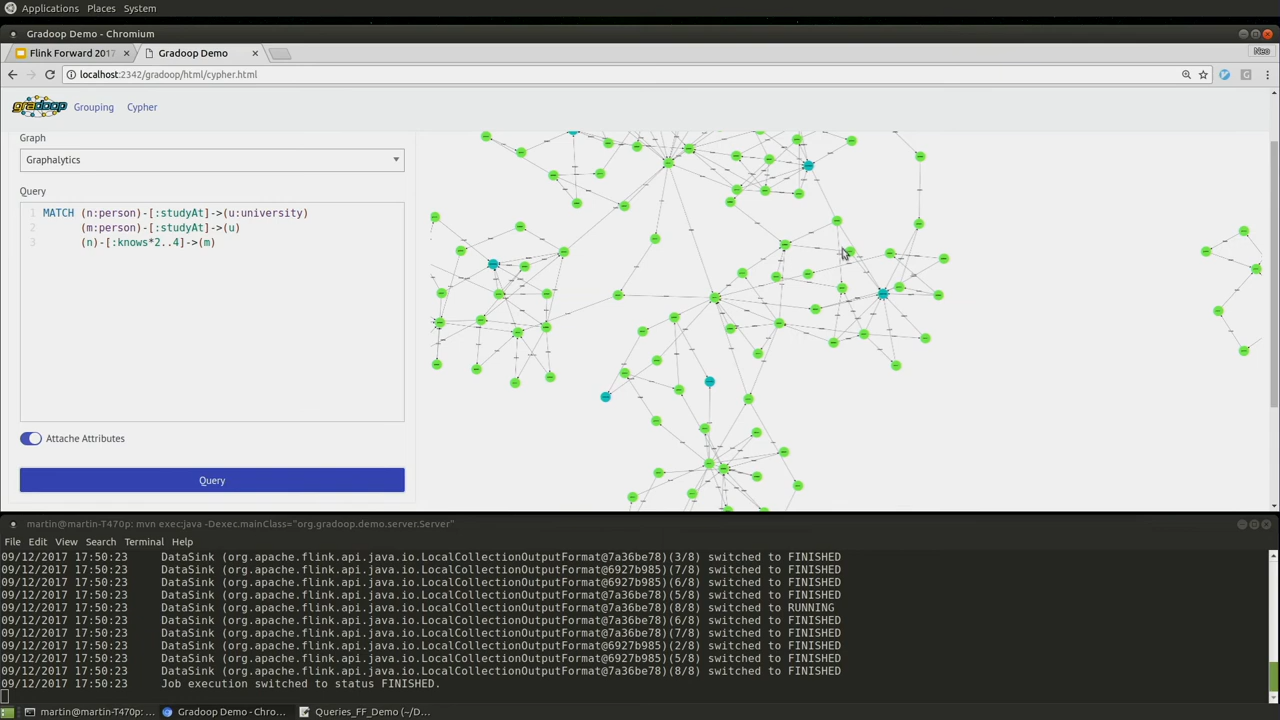 Applications Places System
Gradoop Demo - Chromium
Flink Forward 2017 × Gradoop Demo ×
Neo
localhost:2342/gradoop/html/cypher.html
gradoop Grouping Cypher
Graph
Graphalytics
Query
1 MATCH (n:person)-[:studyAt]->(u:university)
2 (m:person)-[:studyAt]->(u)
3 (n)-[:knows*2..4]->(m)
Attache Attributes
Query
martin@martin-T470p: mvn exec:java -Dexec.mainClass="org.gradoop.demo.server.Server"
File Edit View Search Terminal Help
09/12/2017 17:50:23 DataSink (org.apache.flink.api.java.io.LocalCollectionOutputFormat@7a36be78)(3/8) switched to FINISHED
09/12/2017 17:50:23 DataSink (org.apache.flink.api.java.io.LocalCollectionOutputFormat@6927b985)(7/8) switched to FINISHED
09/12/2017 17:50:23 DataSink (org.apache.flink.api.java.io.LocalCollectionOutputFormat@7a36be78)(6/8) switched to FINISHED
09/12/2017 17:50:23 DataSink (org.apache.flink.api.java.io.LocalCollectionOutputFormat@7a36be78)(5/8) switched to FINISHED
09/12/2017 17:50:23 DataSink (org.apache.flink.api.java.io.LocalCollectionOutputFormat@7a36be78)(8/8) switched to RUNNING
09/12/2017 17:50:23 DataSink (org.apache.flink.api.java.io.LocalCollectionOutputFormat@6927b985)(6/8) switched to FINISHED
09/12/2017 17:50:23 DataSink (org.apache.flink.api.java.io.LocalCollectionOutputFormat@7a36be78)(7/8) switched to FINISHED
09/12/2017 17:50:23 DataSink (org.apache.flink.api.java.io.LocalCollectionOutputFormat@6927b985)(8/8) switched to FINISHED
09/12/2017 17:50:23 DataSink (org.apache.flink.api.java.io.LocalCollectionOutputFormat@6927b985)(5/8) switched to FINISHED
09/12/2017 17:50:23 DataSink (org.apache.flink.api.java.io.LocalCollectionOutputFormat@7a36be78)(8/8) switched to FINISHED
09/12/2017 17:50:23 Job execution switched to status FINISHED.
martin@martin-T470p: ... Gradoop Demo - Chro... Queries_FF_Demo (~/D...